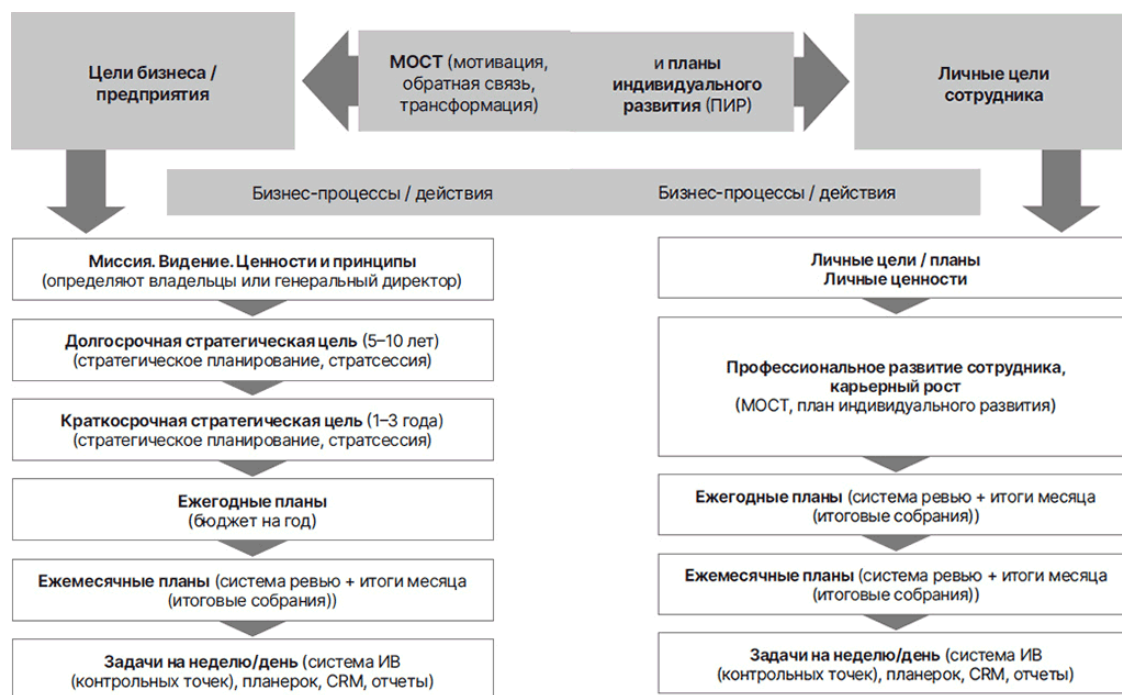 Цели бизнеса /
предприятия
МОСТ (мотивация,
обратная связь,
трансформация)
и планы
индивидуального
развития (ПИР)
Личные цели
сотрудника
Бизнес-процессы / действия
Бизнес-процессы / действия
Миссия. Видение. Ценности и принципы
(определяют владельцы или генеральный директор)
Долгосрочная стратегическая цель (5–10 лет)
(стратегическое планирование, стратсессия)
Краткосрочная стратегическая цель (1–3 года)
(стратегическое планирование, стратсессия)
Ежегодные планы
(бюджет на год)
Ежемесячные планы (система ревью + итоги месяца
(итоговые собрания))
Задачи на неделю/день (система ИВ
(контрольных точек), планерок, CRM, отчеты)
Личные цели / планы
Личные ценности
Профессиональное развитие сотрудника,
карьерный рост
(МОСТ, план индивидуального развития)
Ежегодные планы (система ревью + итоги месяца
(итоговые собрания))
Ежемесячные планы (система ревью + итоги месяца
(итоговые собрания))
Задачи на неделю/день (система ИВ
(контрольных точек), планерок, CRM, отчеты)